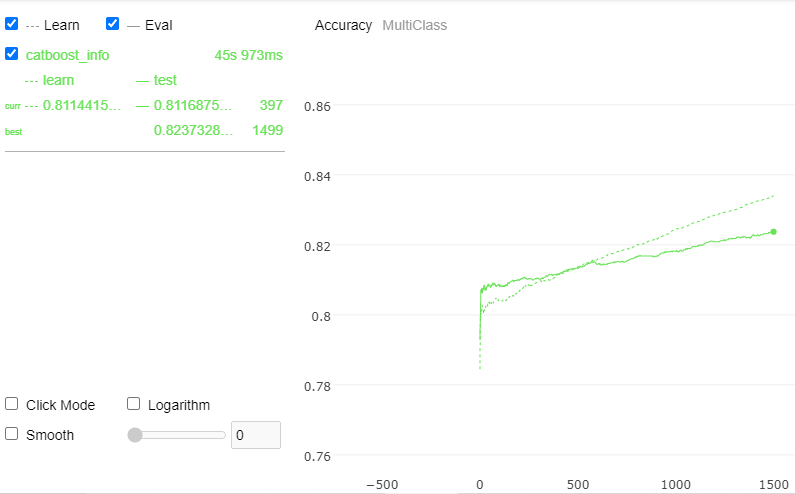 --- Learn — Eval
catboost_info 45s 973ms
--- learn — test
curr --- 0.8114415... — 0.8116875... 397
best 0.8237328... 1499
Click Mode Logarithm
Smooth 0
Accuracy MultiClass
0.86
0.84
0.82
0.8
0.78
0.76
−500 0 500 1000 1500